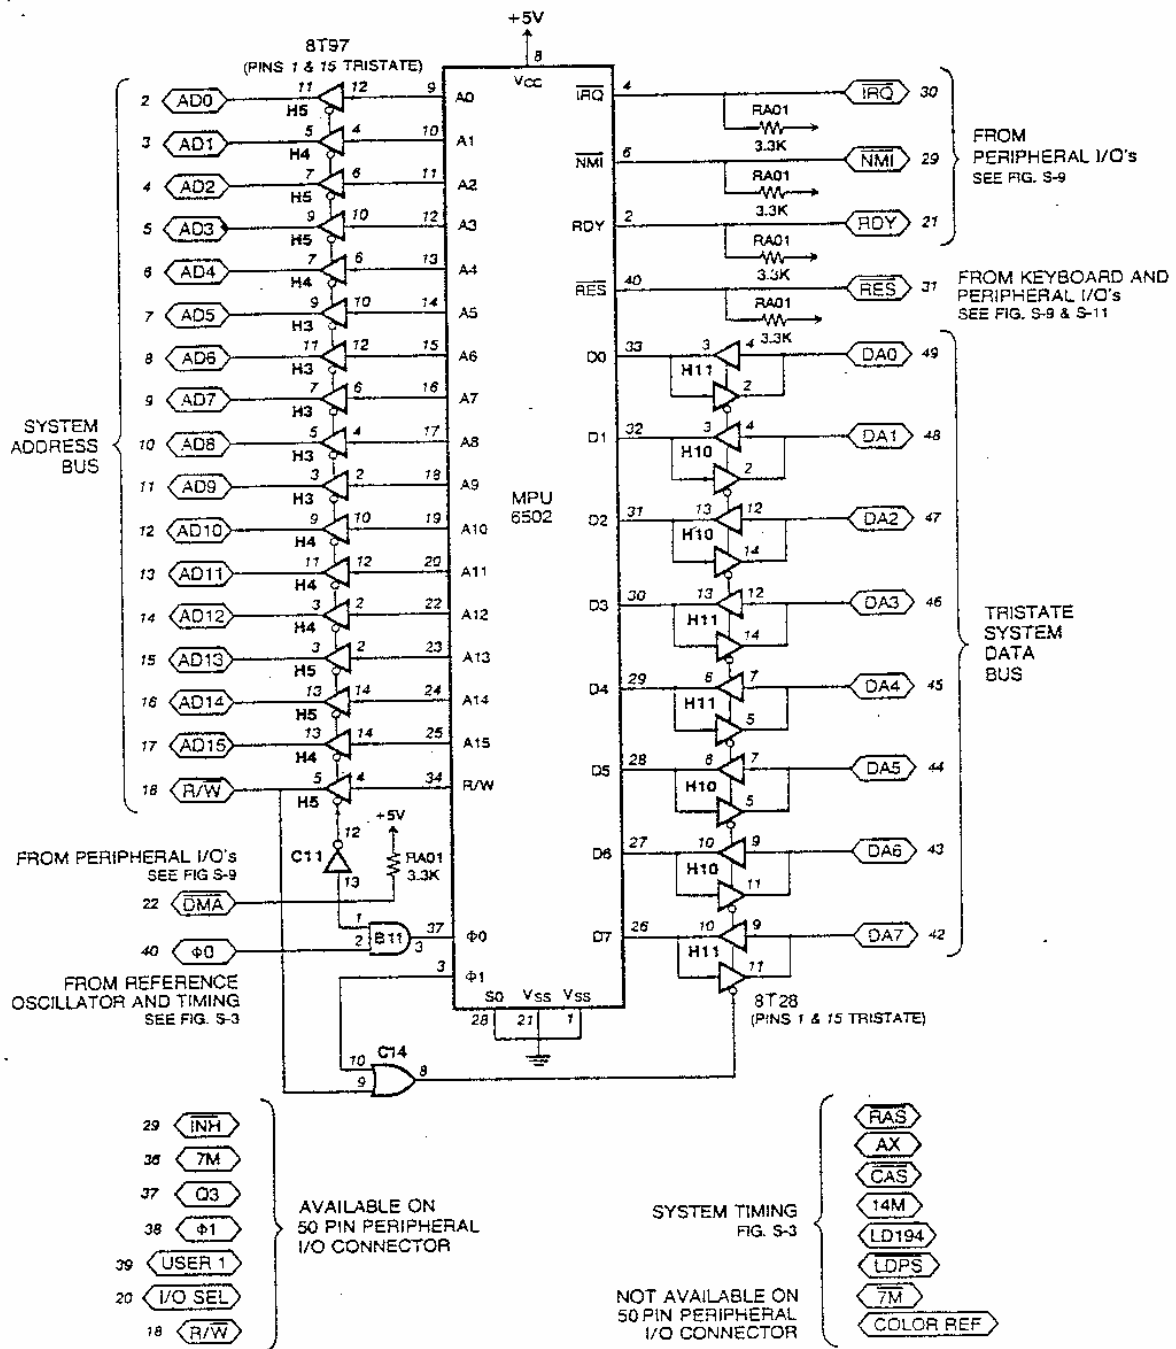 +5V
8T97
(PINS 1 & 15 TRISTATE)
8
VCC
2 AD0 11 12 9 A0
H5
3 AD1 5 4 10 A1
H4
4 AD2 7 6 11 A2
H5
5 AD3 9 10 12 A3
H5
6 AD4 7 6 13 A4
H4
7 AD5 9 10 14 A5
H3
8 AD6 11 12 15 A6
H3
9 AD7 7 6 16 A7
H3
10 AD8 5 4 17 A8
H3
11 AD9 3 2 18 A9
H3
12 AD10 9 10 19 A10
H4
13 AD11 11 12 20 A11
H4
14 AD12 3 2 22 A12
H4
15 AD13 3 2 23 A13
H5
16 AD14 13 14 24 A14
H5
17 AD15 13 14 25 A15
H4
18 R/W 5 4 34 R/W
H5
SYSTEM
ADDRESS
BUS
MPU
6502
IRQ 4 IRQ 30
RA01
3.3K
NMI 6 NMI 29
RA01
3.3K
RDY 2 RDY 21
RA01
3.3K
RES 40 RES 31
RA01
3.3K
FROM
PERIPHERAL I/O's
SEE FIG. S-9
FROM KEYBOARD AND
PERIPHERAL I/O's
SEE FIG. S-9 & S-11
D0 33 3 4 DA0 49
H11 2
D1 32 3 4 DA1 48
H10 2
D2 31 13 12 DA2 47
H10 14
D3 30 13 12 DA3 46
H11 14
D4 29 6 7 DA4 45
H11 5
D5 28 6 7 DA5 44
H10 5
D6 27 10 9 DA6 43
H10 11
D7 26 10 9 DA7 42
H11 11
TRISTATE
SYSTEM
DATA
BUS
8T28
(PINS 1 & 15 TRISTATE)
+5V
12
C11
13
RA01
3.3K
FROM PERIPHERAL I/O's
SEE FIG S-9
22 DMA
1
2 B11 3 37 Φ0
40 Φ0
3 Φ1
FROM REFERENCE
OSCILLATOR AND TIMING
SEE FIG. S-3
SO VSS VSS
28 21 1
C14
10
9
8
29 INH
36 7M
37 Q3
38 Φ1
39 USER 1
20 I/O SEL
18 R/W
AVAILABLE ON
50 PIN PERIPHERAL
I/O CONNECTOR
SYSTEM TIMING
FIG. S-3
NOT AVAILABLE ON
50 PIN PERIPHERAL
I/O CONNECTOR
RAS
AX
CAS
14M
LD194
LDPS
7M
COLOR REF